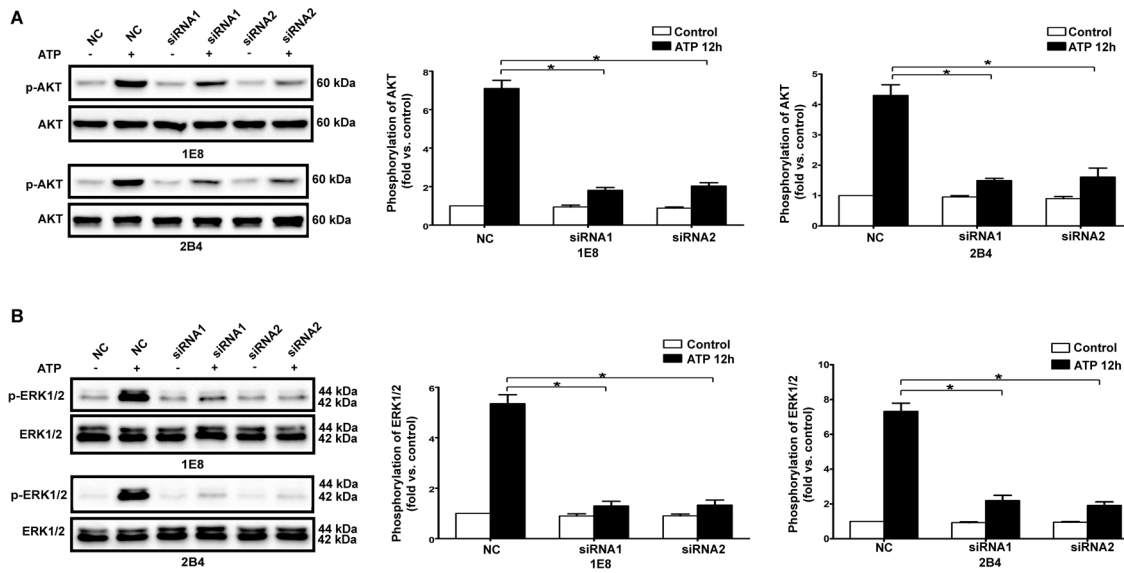 A
NC NC siRNA1 siRNA1 siRNA2 siRNA2
ATP - + - + - +
p-AKT 60 kDa
AKT 60 kDa
1E8
p-AKT 60 kDa
AKT 60 kDa
2B4
Control
ATP 12h
* *
Phosphorylation of AKT
(fold vs. control)
8
6
4
2
0
NC siRNA1 siRNA2
1E8
Control
ATP 12h
* *
Phosphorylation of AKT
(fold vs. control)
5
4
3
2
1
0
NC siRNA1 siRNA2
2B4
B
NC NC siRNA1 siRNA1 siRNA2 siRNA2
ATP - + - + - +
p-ERK1/2 44 kDa
42 kDa
ERK1/2 44 kDa
42 kDa
1E8
p-ERK1/2 44 kDa
42 kDa
ERK1/2 44 kDa
42 kDa
2B4
Control
ATP 12h
* *
Phosphorylation of ERK1/2
(fold vs. control)
6
4
2
0
NC siRNA1 siRNA2
1E8
Control
ATP 12h
* *
Phosphorylation of ERK1/2
(fold vs. control)
10
8
6
4
2
0
NC siRNA1 siRNA2
2B4